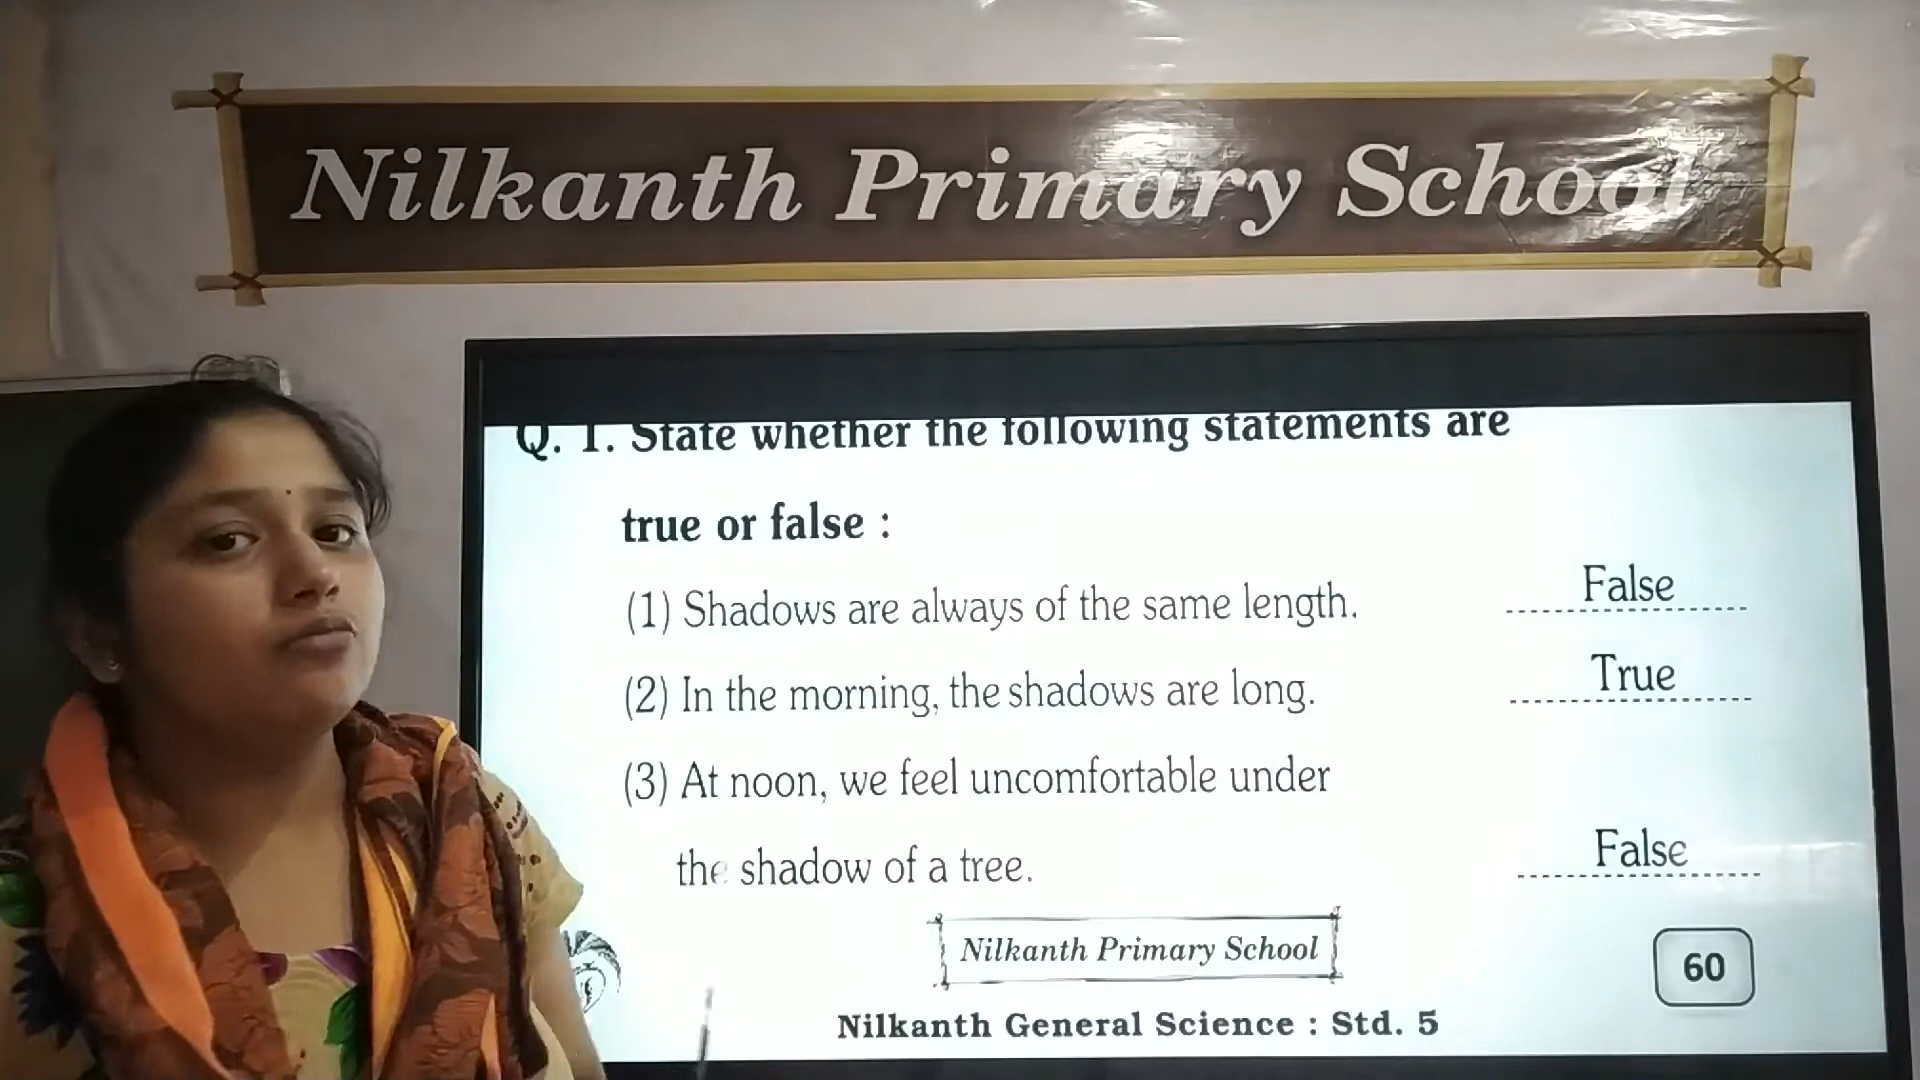 Nilkanth Primary School
Q. 1. State whether the following statements are
true or false :
(1) Shadows are always of the same length. False
(2) In the morning, the shadows are long. True
(3) At noon, we feel uncomfortable under
the shadow of a tree. False
Nilkanth Primary School
60
Nilkanth General Science : Std. 5